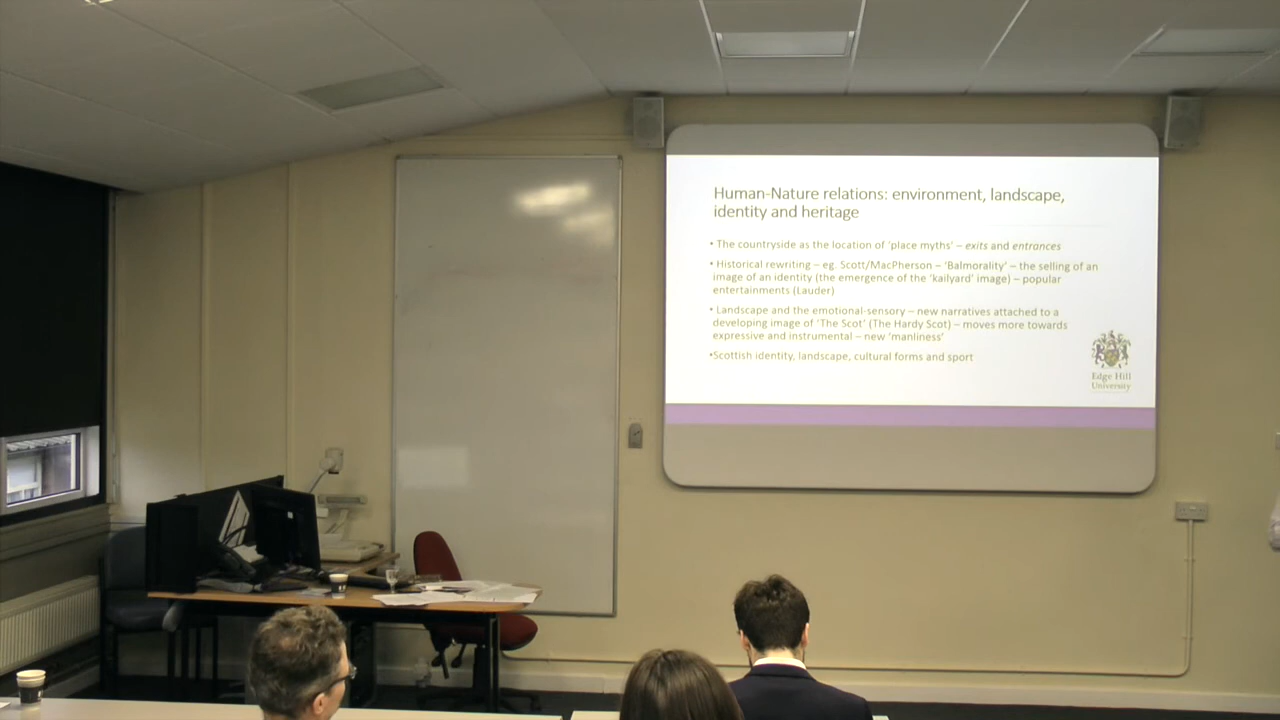 Human-Nature relations: environment, landscape,
identity and heritage
• The countryside as the location of 'place myths' – exits and entrances
• Historical rewriting – eg. Scott/MacPherson – 'Balmorality' – the selling of an
image of an identity (the emergence of the 'kailyard' image) – popular
entertainments (Lauder)
• Landscape and the emotional-sensory – new narratives attached to a
developing image of 'The Scot' (The Hardy Scot) – moves more towards
expressive and instrumental – new 'manliness'
•Scottish identity, landscape, cultural forms and sport
Edge Hill
University